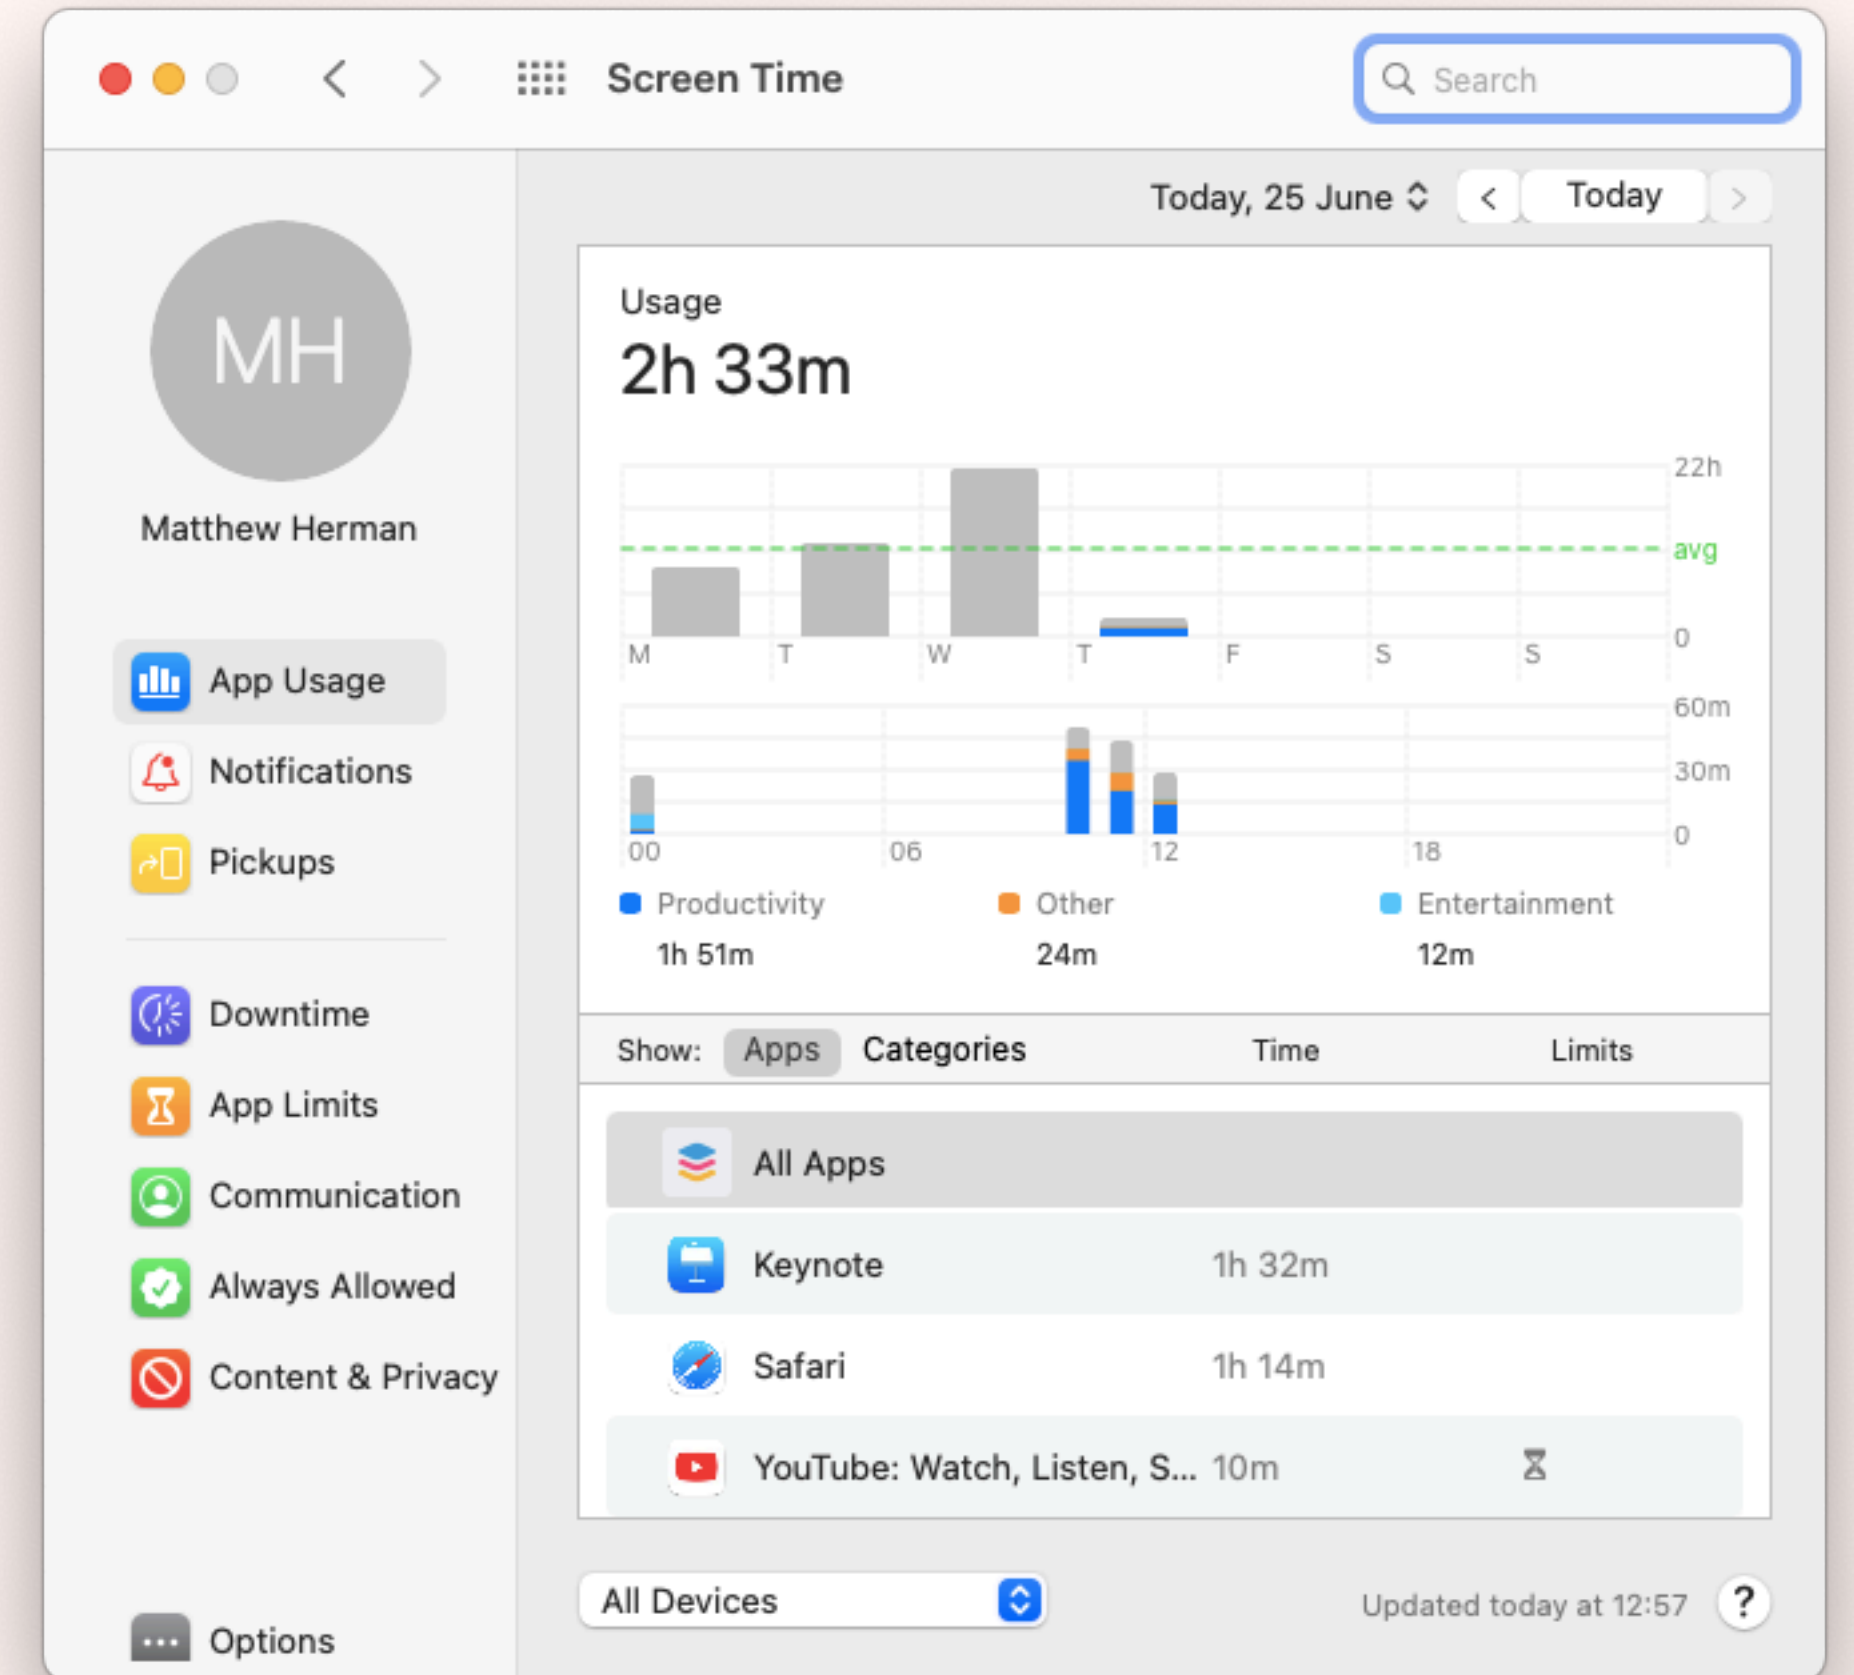 Screen Time
Search
Today, 25 June
Today
MH
Matthew Herman
App Usage
Notifications
Pickups
Downtime
App Limits
Communication
Always Allowed
Content & Privacy
Options
Usage
2h 33m
22h
avg
0
M T W T F S S
60m
30m
0
00 06 12 18
Productivity Other Entertainment
1h 51m 24m 12m
Show: Apps Categories Time Limits
All Apps
Keynote 1h 32m
Safari 1h 14m
YouTube: Watch, Listen, S... 10m
All Devices
Updated today at 12:57 ?